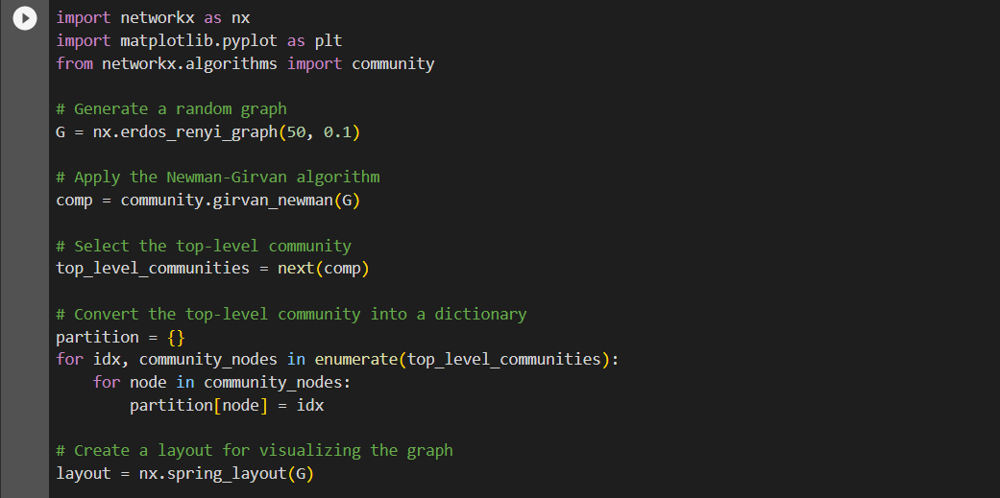 import networkx as nx
import matplotlib.pyplot as plt
from networkx.algorithms import community
# Generate a random graph
G = nx.erdos_renyi_graph(50, 0.1)
# Apply the Newman-Girvan algorithm
comp = community.girvan_newman(G)
# Select the top-level community
top_level_communities = next(comp)
# Convert the top-level community into a dictionary
partition = {}
for idx, community_nodes in enumerate(top_level_communities):
    for node in community_nodes:
        partition[node] = idx
# Create a layout for visualizing the graph
layout = nx.spring_layout(G)